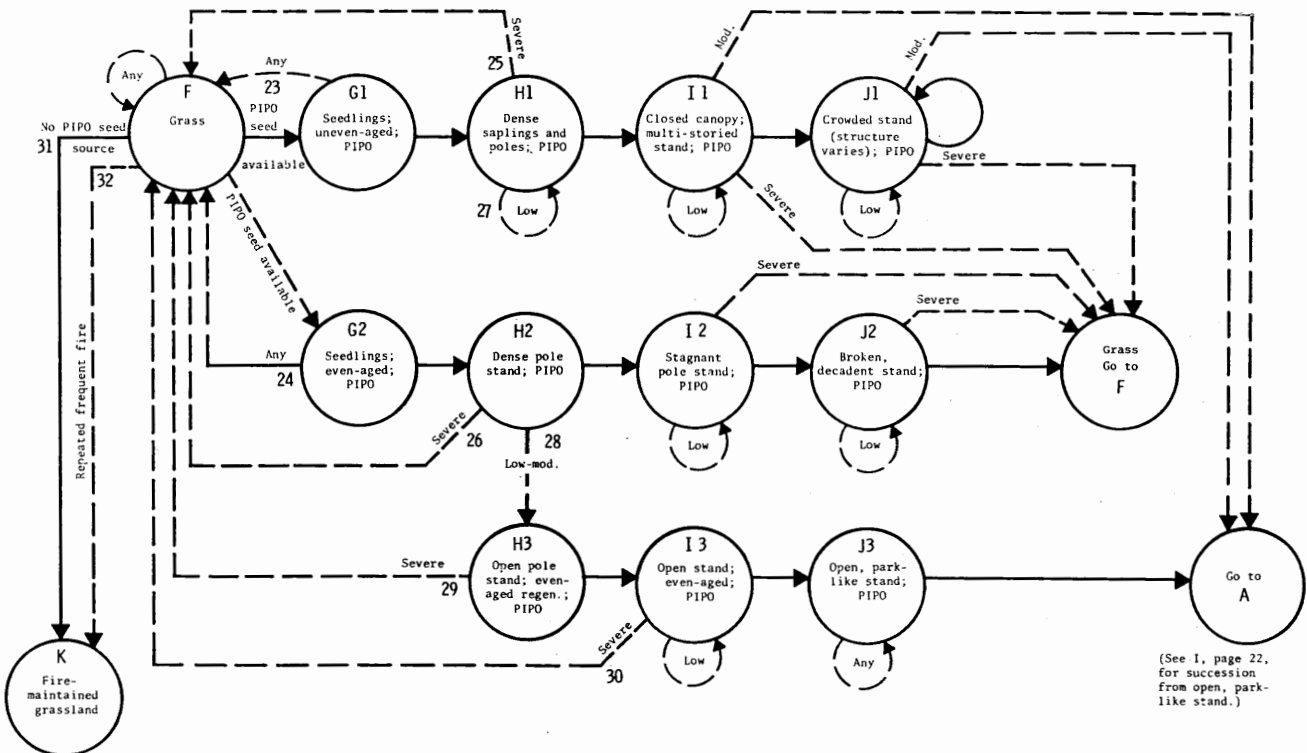 Severe
25
Mod.
Mod.
Any
Any
23
F
Grass
PIPO
seed
available
G1
Seedlings;
uneven-aged;
PIPO
H1
Dense
saplings and
poles; PIPO
I1
Closed canopy;
multi-storied
stand; PIPO
J1
Crowded stand
(structure
varies); PIPO
No PIPO seed
source
31
32
27
Low
Low
Low
Severe
Severe
PIPO seed available
Severe
Severe
G2
Seedlings;
even-aged;
PIPO
H2
Dense pole
stand; PIPO
I2
Stagnant
pole stand;
PIPO
J2
Broken,
decadent stand;
PIPO
Grass
Go to
F
Any
24
Repeated frequent fire
Severe
26
28
Low-mod.
Low
Low
Severe
29
H3
Open pole
stand; even-
aged regen.;
PIPO
I3
Open stand;
even-aged;
PIPO
J3
Open, park-
like stand;
PIPO
Go to
A
Severe
30
Low
Any
K
Fire-
maintained
grassland
(See I, page 22,
for succession
from open, park-
like stand.)